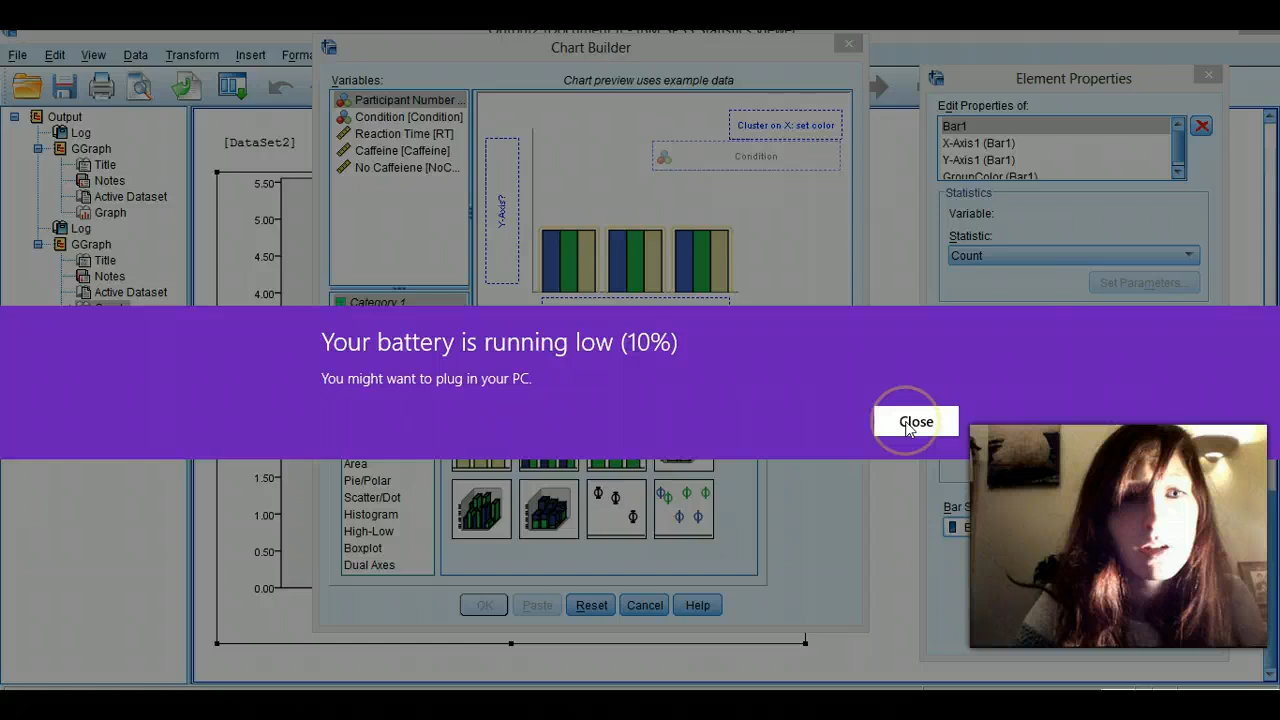 File Edit View Data Transform Insert
Chart Builder
Variables:
Participant Number ...
Condition [Condition]
Reaction Time [RT]
Caffeine [Caffeine]
No Caffeiene [NoC...
Category 1
Chart preview uses example data
Cluster on X: set color
Condition
Y-Axis?
Element Properties
Edit Properties of:
Bar1
X-Axis1 (Bar1)
Y-Axis1 (Bar1)
GroupColor (Bar1)
Statistics
Variable:
Statistic:
Count
Set Parameters...
Output
Log
GGraph
Title
Notes
Active Dataset
Graph
Log
GGraph
Title
Notes
Active Dataset
[DataSet2]
5.50
5.00
4.50
4.00
Your battery is running low (10%)
You might want to plug in your PC.
Close
1.50
1.00
0.50
0.00
Area
Pie/Polar
Scatter/Dot
Histogram
High-Low
Boxplot
Dual Axes
OK Paste Reset Cancel Help